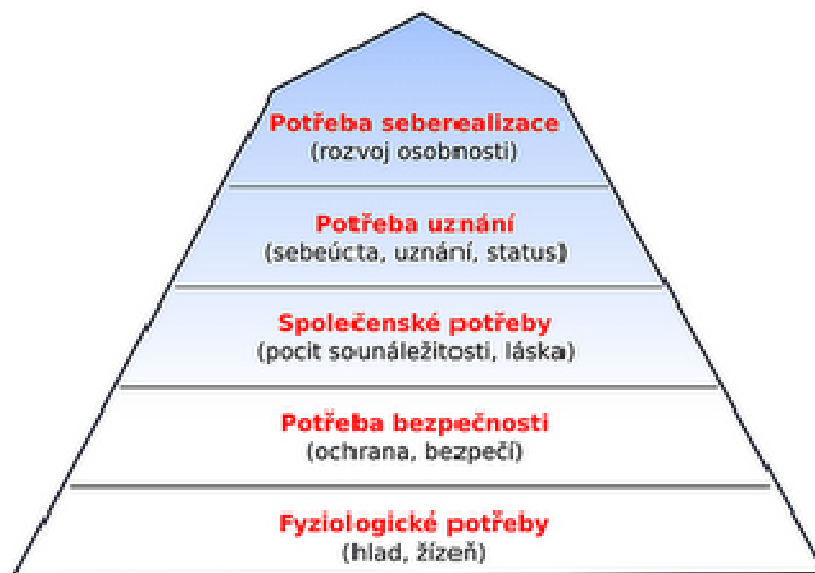 Potřeba seberealizace
(rozvoj osobnosti)
Potřeba uznání
(sebeúcta, uznání, status)
Společenské potřeby
(pocit sounáležitosti, láska)
Potřeba bezpečnosti
(ochrana, bezpečí)
Fyziologické potřeby
(hlad, žízeň)